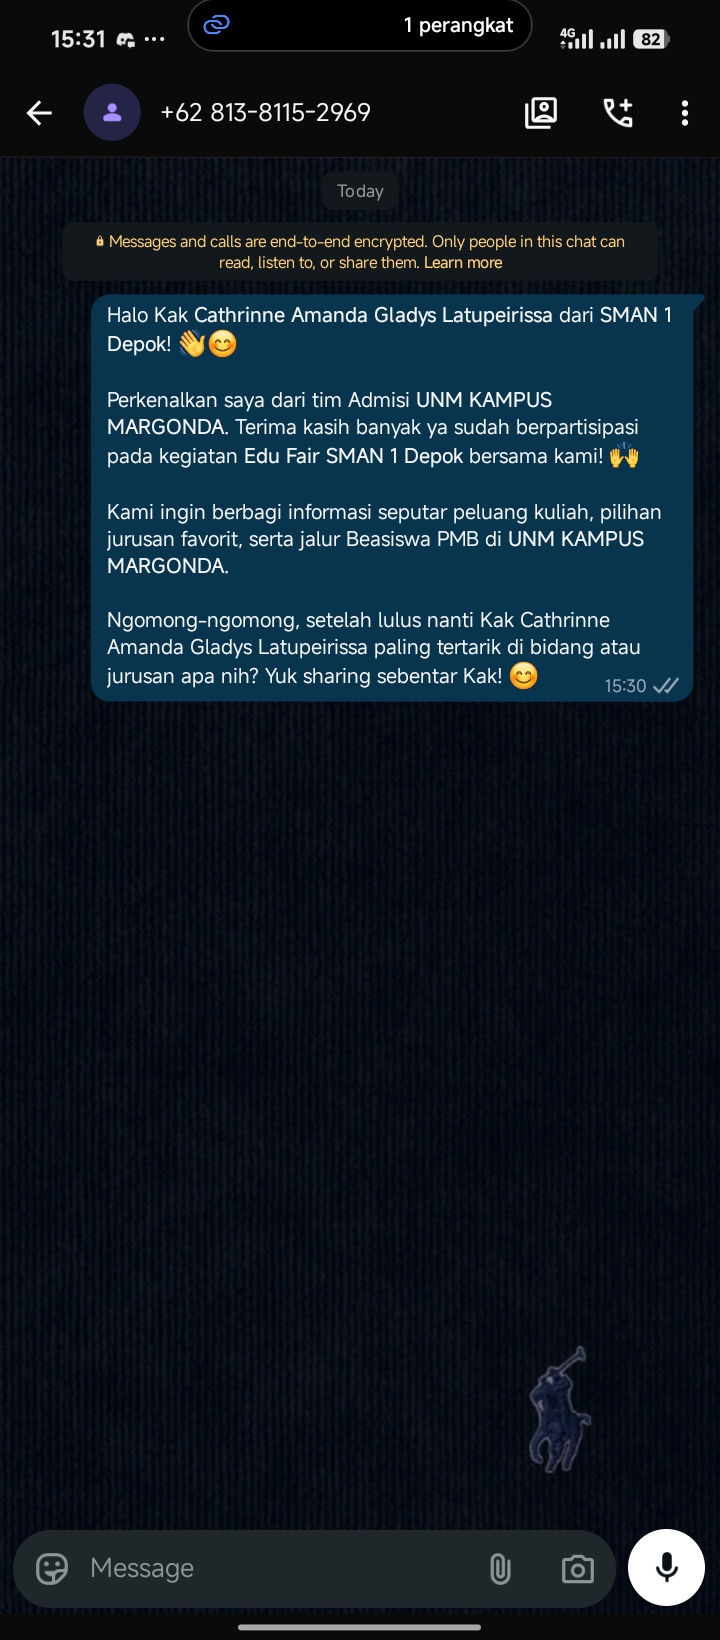 15:31
1 perangkat
4G
82
+62 813-8115-2969
Today
Messages and calls are end-to-end encrypted. Only people in this chat can
read, listen to, or share them. Learn more
Halo Kak Cathrinne Amanda Gladys Latupeirissa dari SMAN 1
Depok! 👋😊
Perkenalkan saya dari tim Admisi UNM KAMPUS
MARGONDA. Terima kasih banyak ya sudah berpartisipasi
pada kegiatan Edu Fair SMAN 1 Depok bersama kami! 🙌
Kami ingin berbagi informasi seputar peluang kuliah, pilihan
jurusan favorit, serta jalur Beasiswa PMB di UNM KAMPUS
MARGONDA.
Ngomong-ngomong, setelah lulus nanti Kak Cathrinne
Amanda Gladys Latupeirissa paling tertarik di bidang atau
jurusan apa nih? Yuk sharing sebentar Kak! 😊
15:30
Message